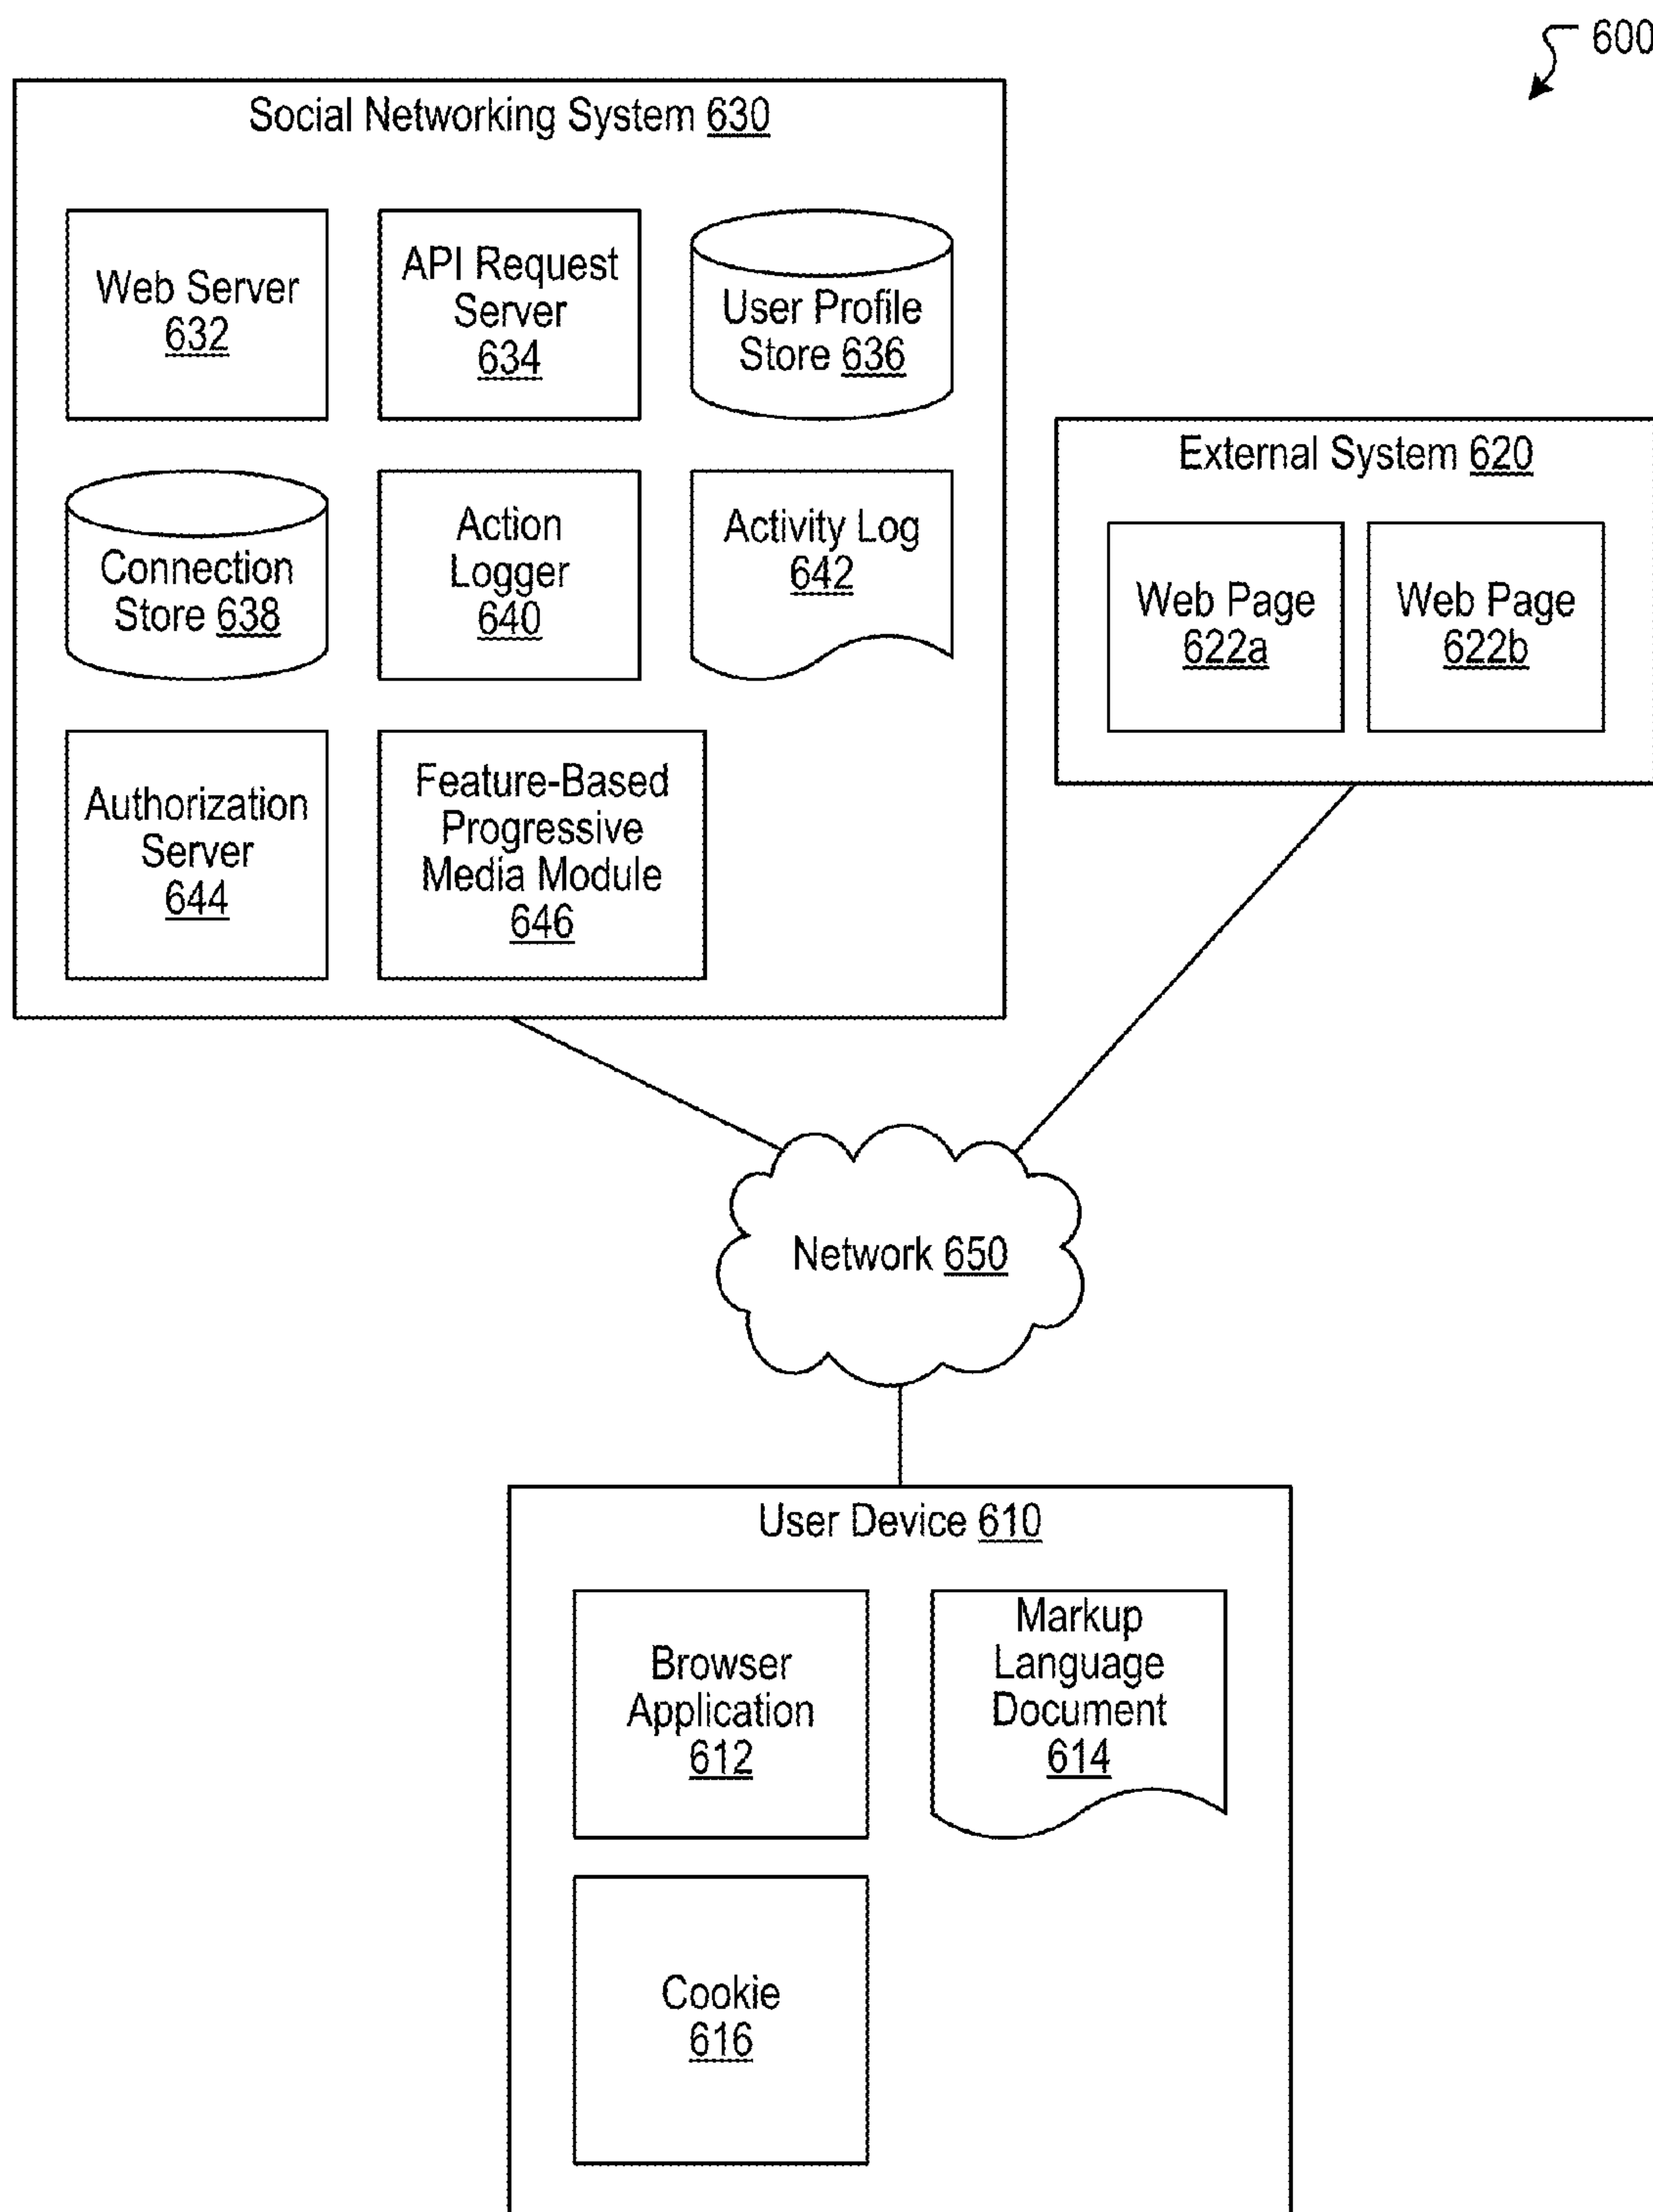 600
Social Networking System 630
Web Server
632
API Request
Server
634
User Profile
Store 636
Connection
Store 638
Action
Logger
640
Activity Log
642
Authorization
Server
644
Feature-Based
Progressive
Media Module
646
External System 620
Web Page
622a
Web Page
622b
Network 650
User Device 610
Browser
Application
612
Markup
Language
Document
614
Cookie
616